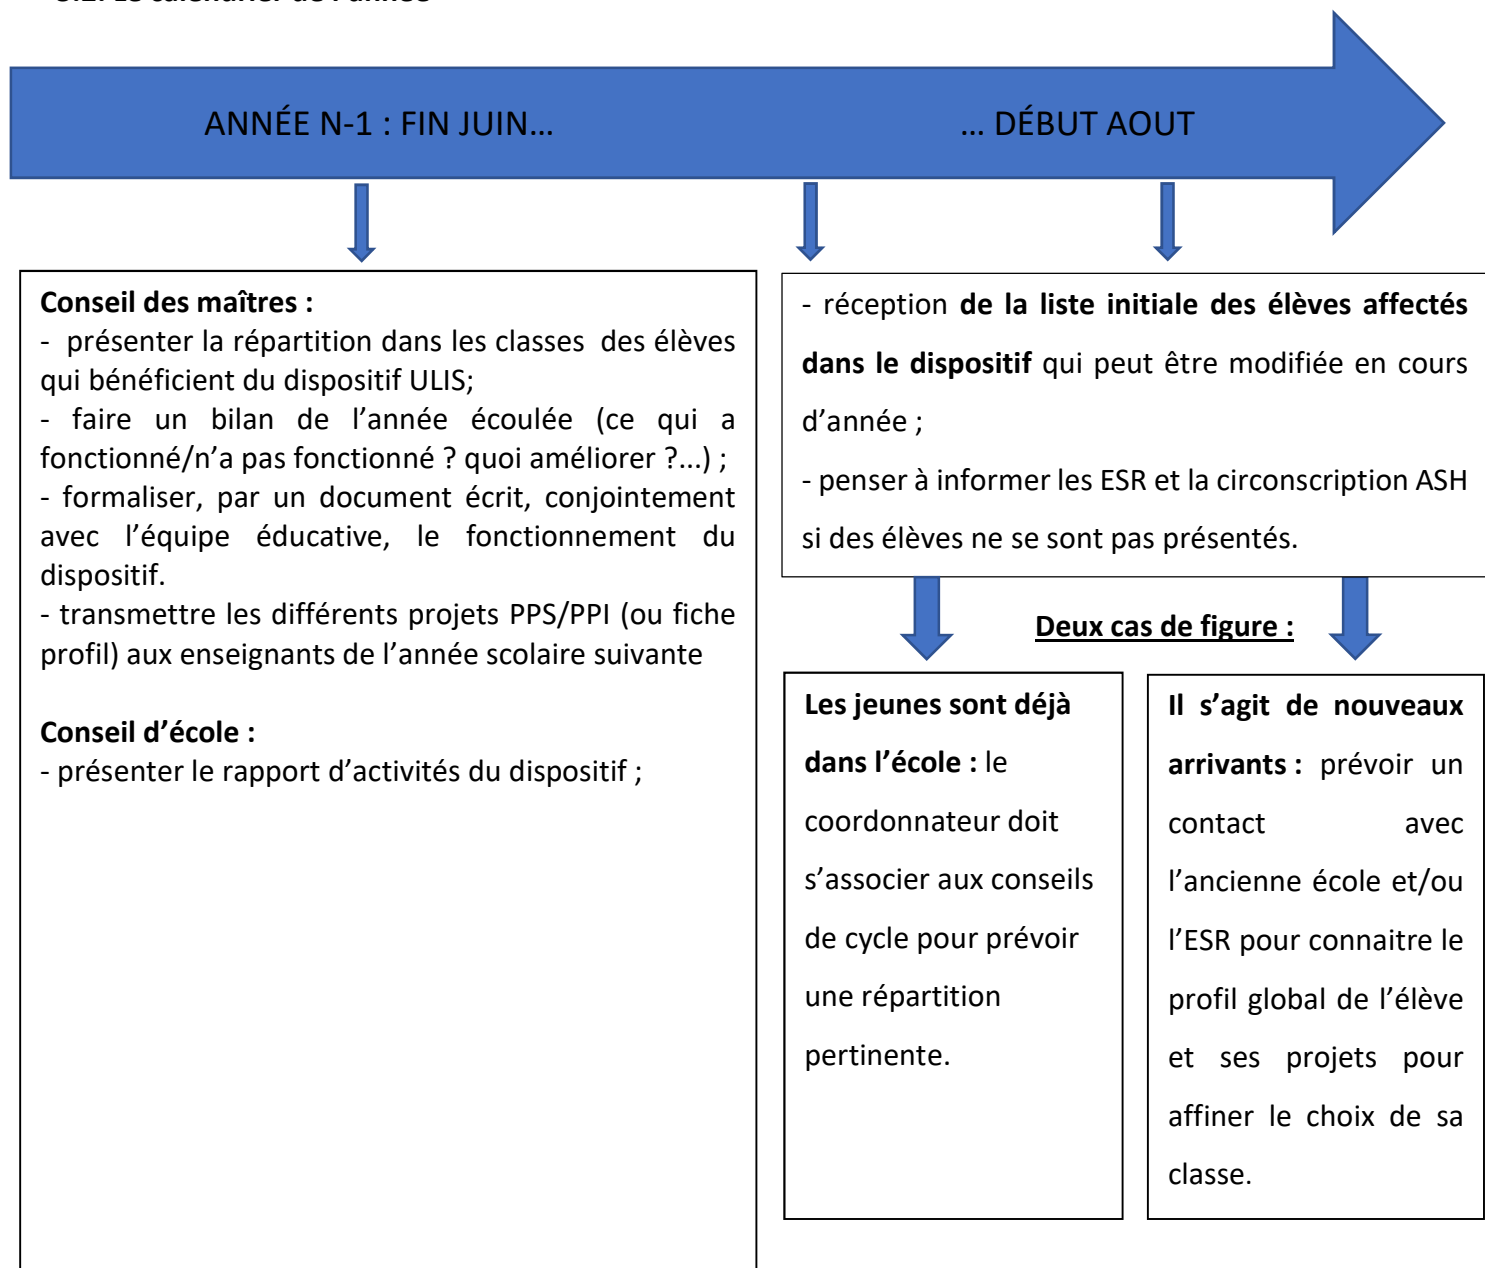 ANNÉE N-1 : FIN JUIN…
… DÉBUT AOUT
Conseil des maîtres :
- présenter la répartition dans les classes des élèves
qui bénéficient du dispositif ULIS;
- faire un bilan de l’année écoulée (ce qui a
fonctionné/n’a pas fonctionné ? quoi améliorer ?...) ;
- formaliser, par un document écrit, conjointement
avec l’équipe éducative, le fonctionnement du
dispositif.
- transmettre les différents projets PPS/PPI (ou fiche
profil) aux enseignants de l’année scolaire suivante
Conseil d’école :
- présenter le rapport d’activités du dispositif ;
- réception de la liste initiale des élèves affectés
dans le dispositif qui peut être modifiée en cours
d’année ;
- penser à informer les ESR et la circonscription ASH
si des élèves ne se sont pas présentés.
Deux cas de figure :
Les jeunes sont déjà
dans l’école : le
coordonnateur doit
s’associer aux conseils
de cycle pour prévoir
une répartition
pertinente.
Il s’agit de nouveaux
arrivants : prévoir un
contact avec
l’ancienne école et/ou
l’ESR pour connaitre le
profil global de l’élève
et ses projets pour
affiner le choix de sa
classe.